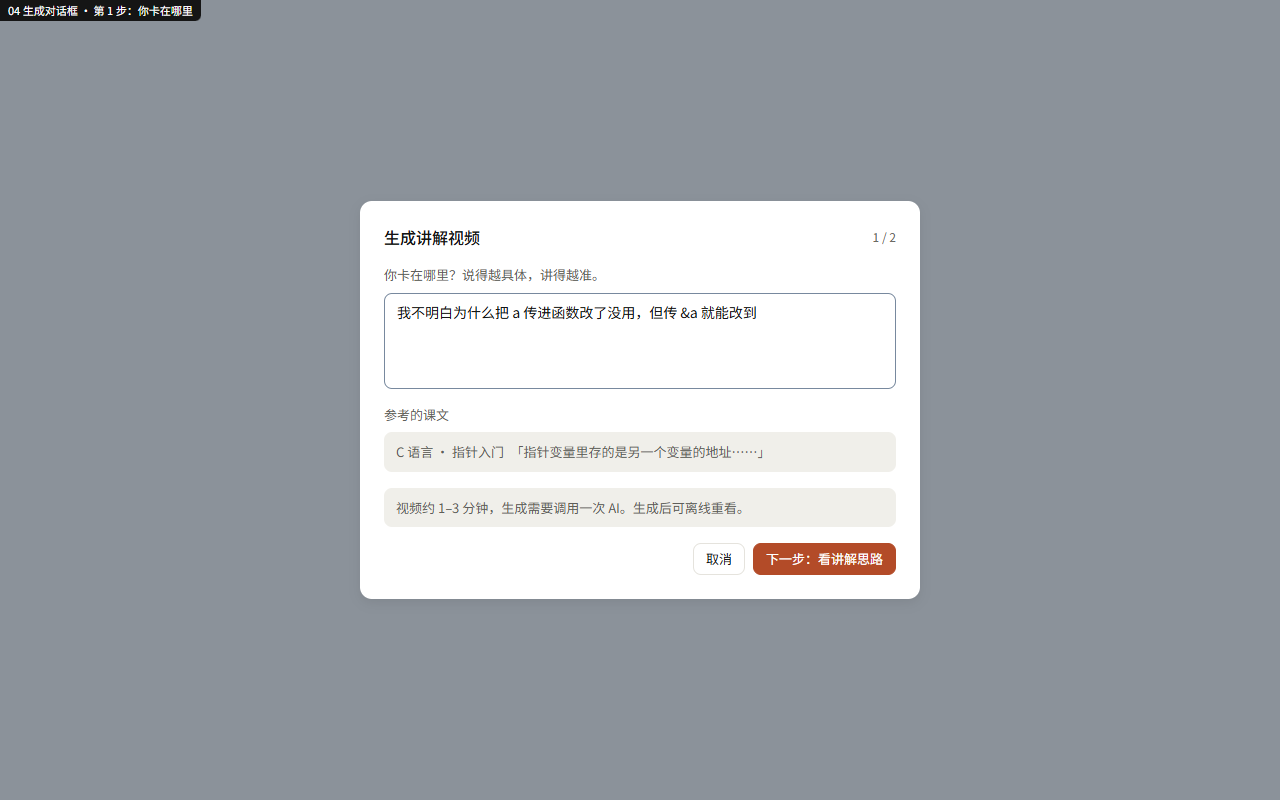 04 生成对话框 · 第 1 步：你卡在哪里
生成讲解视频
1 / 2
你卡在哪里？说得越具体，讲得越准。
我不明白为什么把 a 传进函数改了没用，但传 &a 就能改到
参考的课文
C 语言 · 指针入门 「指针变量里存的是另一个变量的地址……」
视频约 1–3 分钟，生成需要调用一次 AI。生成后可离线重看。
取消
下一步：看讲解思路